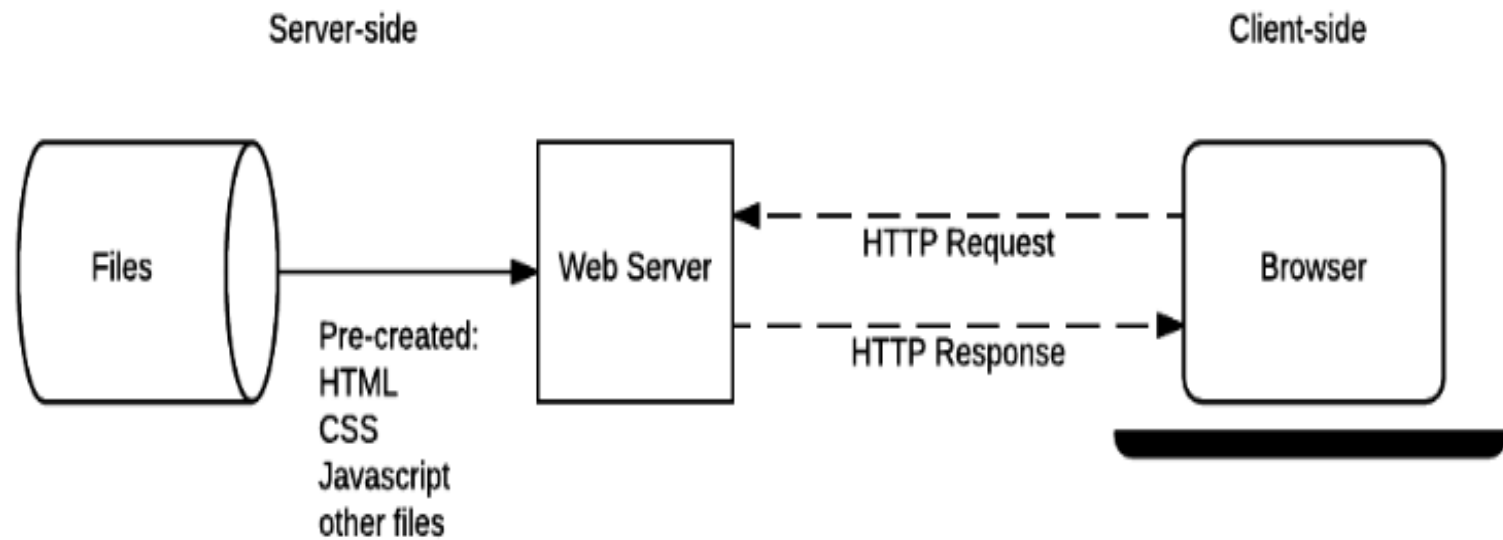 Server-side
Client-side
Files
Web Server
HTTP Request
Browser
HTTP Response
Pre-created:
HTML
CSS
Javascript
other files